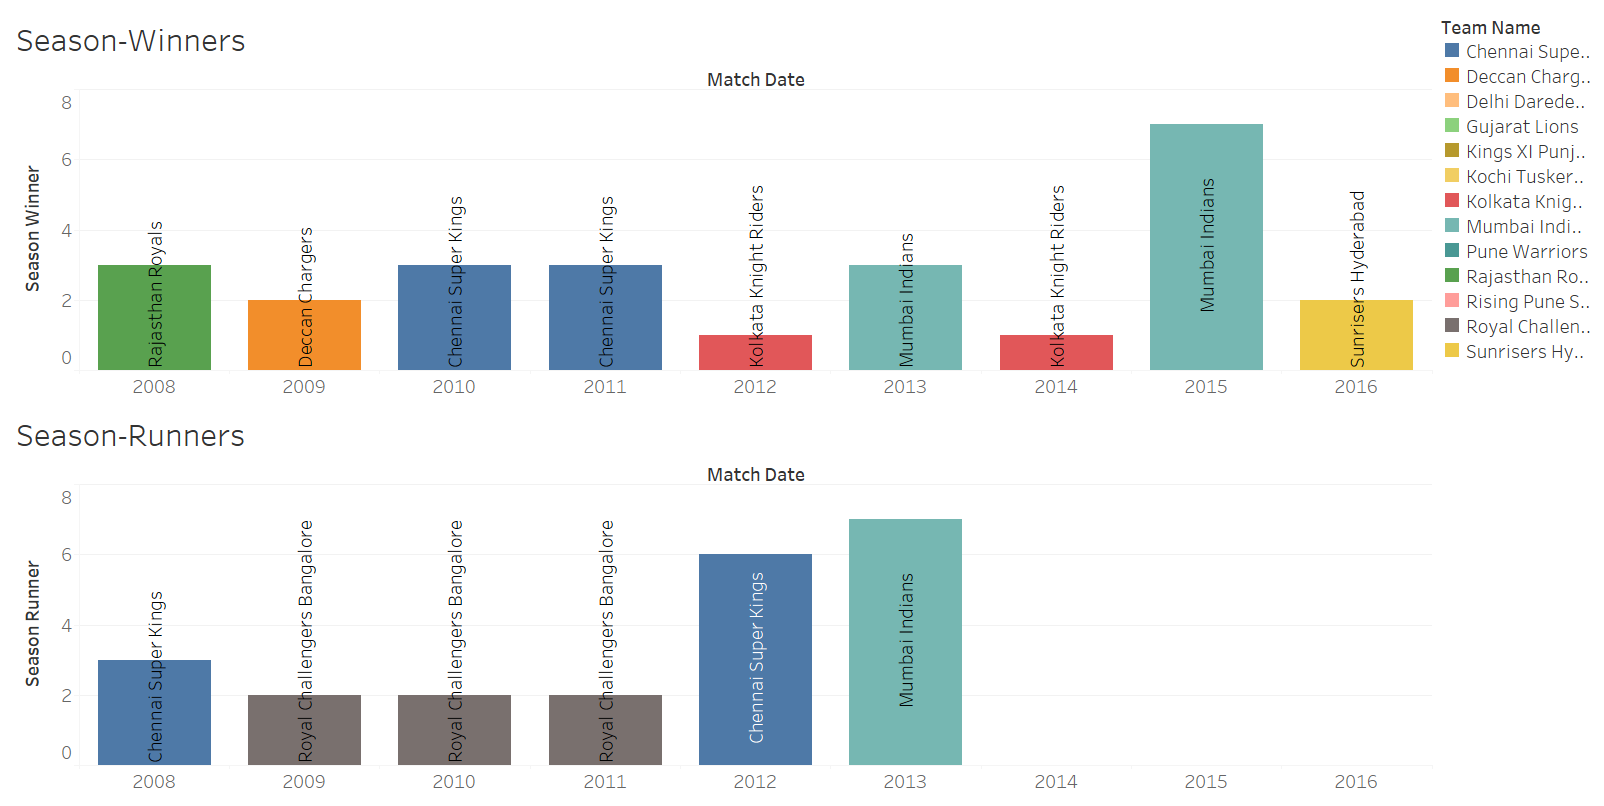 Season-Winners
Match Date
Season Winner
8
6
4
2
0
Rajasthan Royals
Deccan Chargers
Chennai Super Kings
Chennai Super Kings
Kolkata Knight Riders
Mumbai Indians
Kolkata Knight Riders
Mumbai Indians
Sunrisers Hyderabad
2008 2009 2010 2011 2012 2013 2014 2015 2016
Team Name
Chennai Supe..
Deccan Charg..
Delhi Darede..
Gujarat Lions
Kings XI Punj..
Kochi Tusker..
Kolkata Knig..
Mumbai Indi..
Pune Warriors
Rajasthan Ro..
Rising Pune S..
Royal Challen..
Sunrisers Hy..
Season-Runners
Match Date
Season Runner
8
6
4
2
0
Chennai Super Kings
Royal Challengers Bangalore
Royal Challengers Bangalore
Royal Challengers Bangalore
Chennai Super Kings
Mumbai Indians
2008 2009 2010 2011 2012 2013 2014 2015 2016